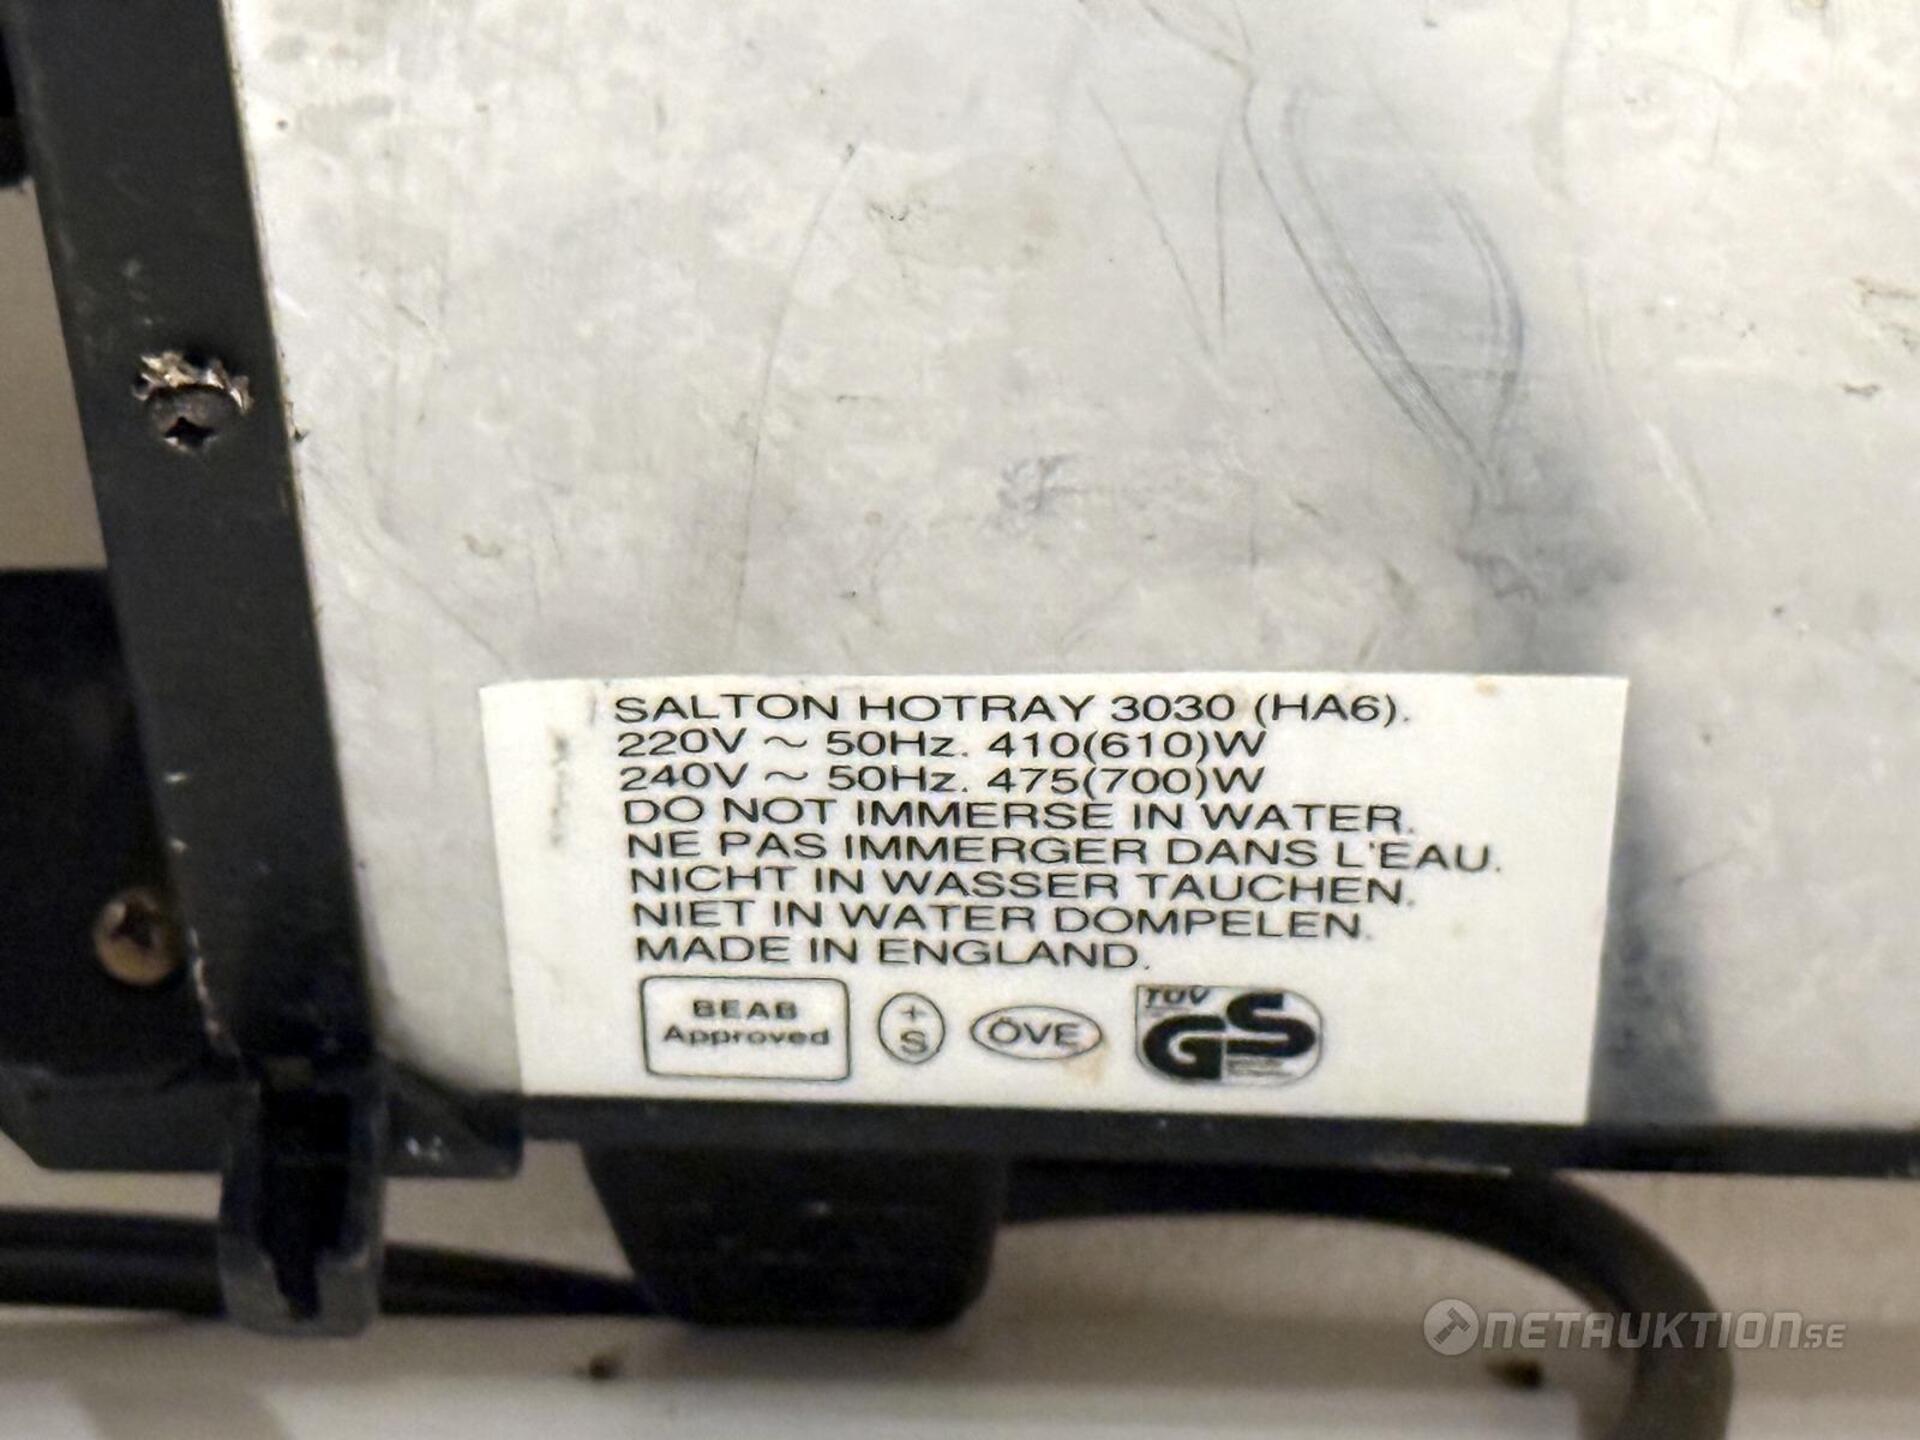 SALTON HOTRAY 3030 (HA6).
220V ~ 50Hz. 410(610)W
240V ~ 50Hz. 475(700)W
DO NOT IMMERSE IN WATER.
NE PAS IMMERGER DANS L'EAU.
NICHT IN WASSER TAUCHEN.
NIET IN WATER DOMPELEN.
MADE IN ENGLAND.
BEAB
Approved
+
S
ÖVE
TÜV
GS
NETAUKTION.SE